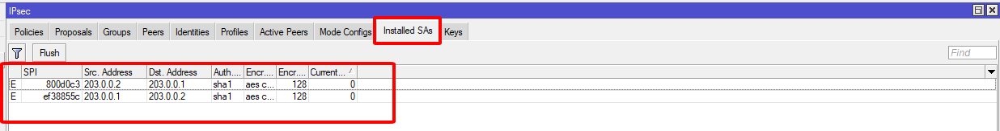 IPsec
Policies Proposals Groups Peers Identities Profiles Active Peers Mode Configs Installed SAs Keys
Flush Find
SPI Src. Address Dst. Address Auth.... Encr.... Encr.... Current...
E 800d0c3 203.0.0.2 203.0.0.1 sha1 aes c... 128 0
E ef38855c 203.0.0.1 203.0.0.2 sha1 aes c... 128 0